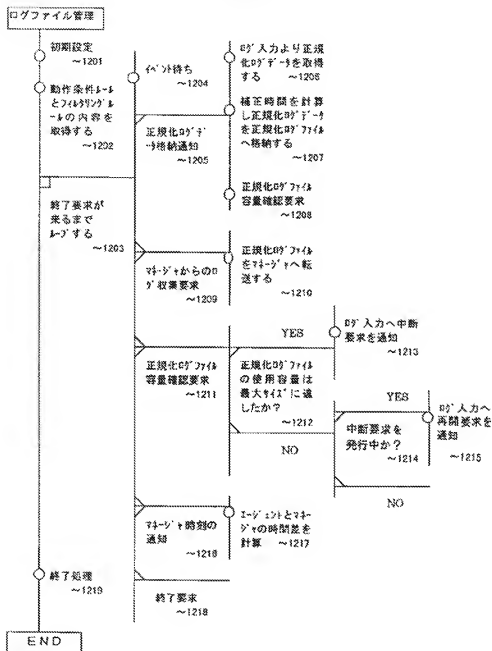 ログファイル管理
初期設定
～1201
動作条件ルール
とフィルタリングル
ールの内容を
取得する
～1202
終了要求が
来るまで
ループする
～1203
イベント待ち
～1204
正規化ログデ
ータ格納通知
～1205
ログ入力より正規
化ログデータを取得
する ～1206
補正時間を計算
し正規化ログデータ
を正規化ログファイル
へ格納する
～1207
正規化ログファイル
容量確認要求
～1208
マネージャからのロ
グ収集要求
～1209
正規化ログファイル
をマネージャへ転
送する
～1210
正規化ログファイル
容量確認要求
～1211
YES
正規化ログファイル
の使用容量は
最大サイズに達
したか?
～1212
NO
ログ入力へ中断
要求を通知
～1213
YES
中断要求を
発行中か?
～1214
NO
ログ入力へ
再開要求を
通知
～1215
マネージャ時刻の
通知
～1216
エージェントとマネー
ジャの時間差を
計算 ～1217
終了要求
～1218
終了処理
～1219
END